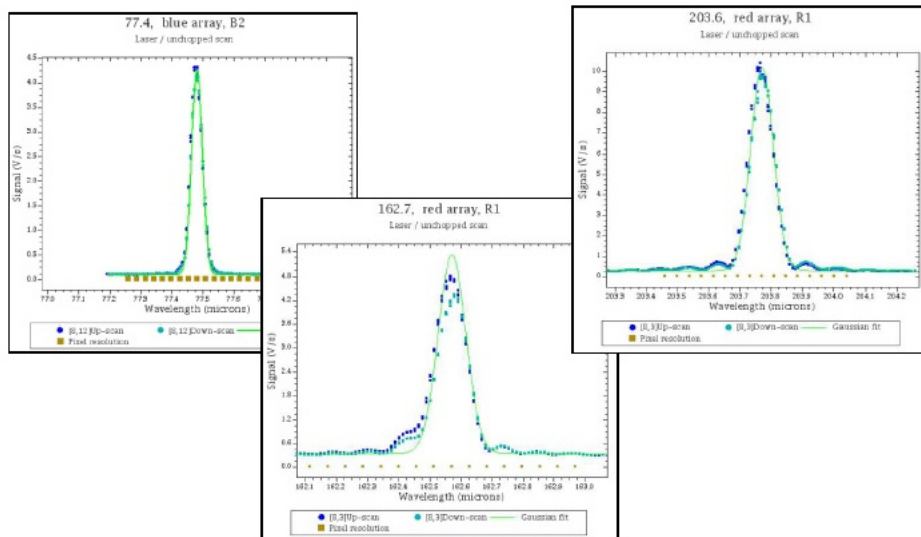 77.4, blue array, B2
Laser / unchopped scan
4.5
4.0
3.5
3.0
2.5
2.0
1.5
1.0
0.5
0.0
Signal (V/s)
77.0 77.2 77.3 77.4 77.5 77.6
Wavelength (microns)
[8,12]Up-scan [8,12]Down-scan
Pixel resolution
162.7, red array, R1
Laser / unchopped scan
5.4
4.8
4.2
3.6
3.0
2.4
1.8
1.2
0.6
0.0
Signal (V/s)
162.1 162.2 162.3 162.4 162.5 162.6 162.7 162.8 162.9 163.0
Wavelength (microns)
[8,3]Up-scan [8,3]Down-scan Gaussian fit
Pixel resolution
203.6, red array, R1
Laser / unchopped scan
10
9
8
7
6
5
4
3
2
1
0
Signal (V/s)
203.3 203.4 203.5 203.6 203.7 203.8 203.9 204.0 204.1 204.2
Wavelength (microns)
[8,3]Up-scan [8,3]Down-scan Gaussian fit
Pixel resolution